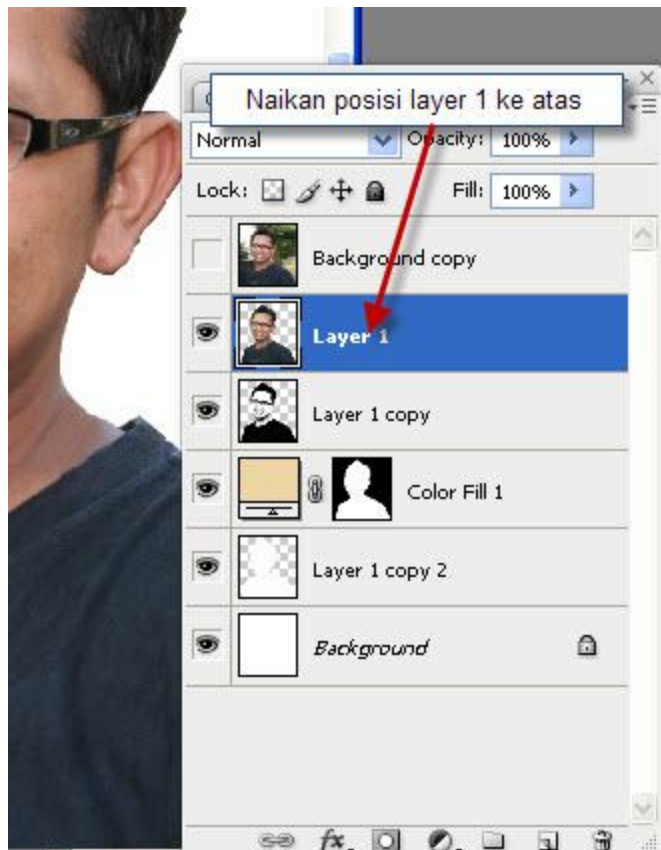 Naikan posisi layer 1 ke atas
Normal
Opacity: 100%
Lock:
Fill: 100%
Background copy
Layer 1
Layer 1 copy
Color Fill 1
Layer 1 copy 2
Background
fx.